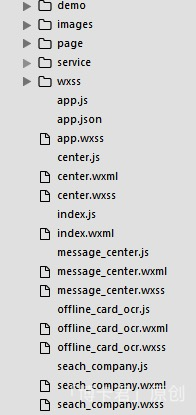 demo
images
page
service
wxss
app.js
app.json
app.wxss
center.js
center.wxml
center.wxss
index.js
index.wxml
message_center.js
message_center.wxml
message_center.wxss
offline_card_ocr.js
offline_card_ocr.wxml
offline_card_ocr.wxss
seach_company.js
seach_company.wxml
seach_company.wxss